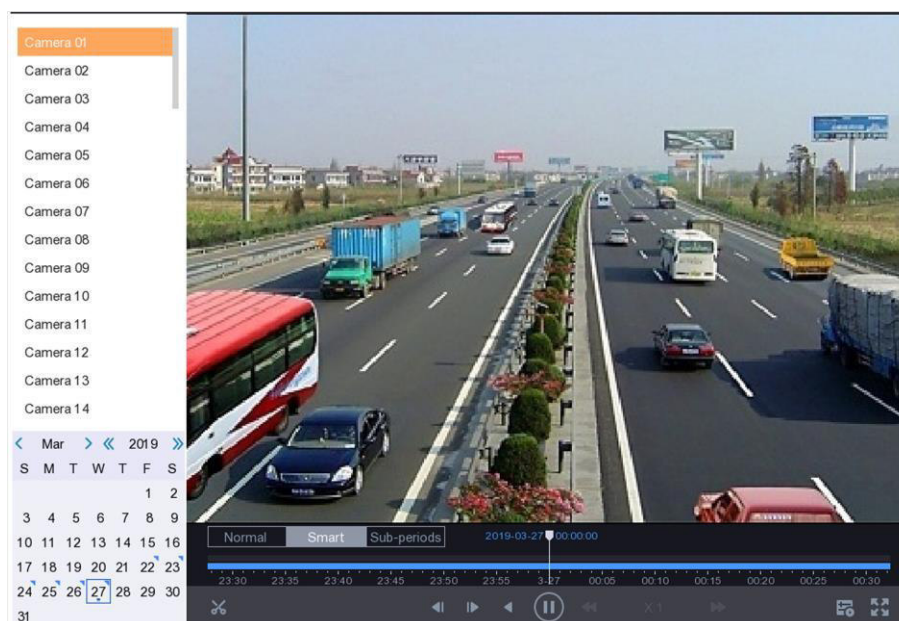 Camera 01
Camera 02
Camera 03
Camera 04
Camera 05
Camera 06
Camera 07
Camera 08
Camera 09
Camera 10
Camera 11
Camera 12
Camera 13
Camera 14
Mar 2019
S M T W T F S
1 2
3 4 5 6 7 8 9
10 11 12 13 14 15 16
17 18 19 20 21 22 23
24 25 26 27 28 29 30
31
Normal Smart Sub-periods 2019-03-27 00:00:00
23:30 23:35 23:40 23:45 23:50 23:55 3-27 00:05 00:10 00:15 00:20 00:25 00:30
X 1